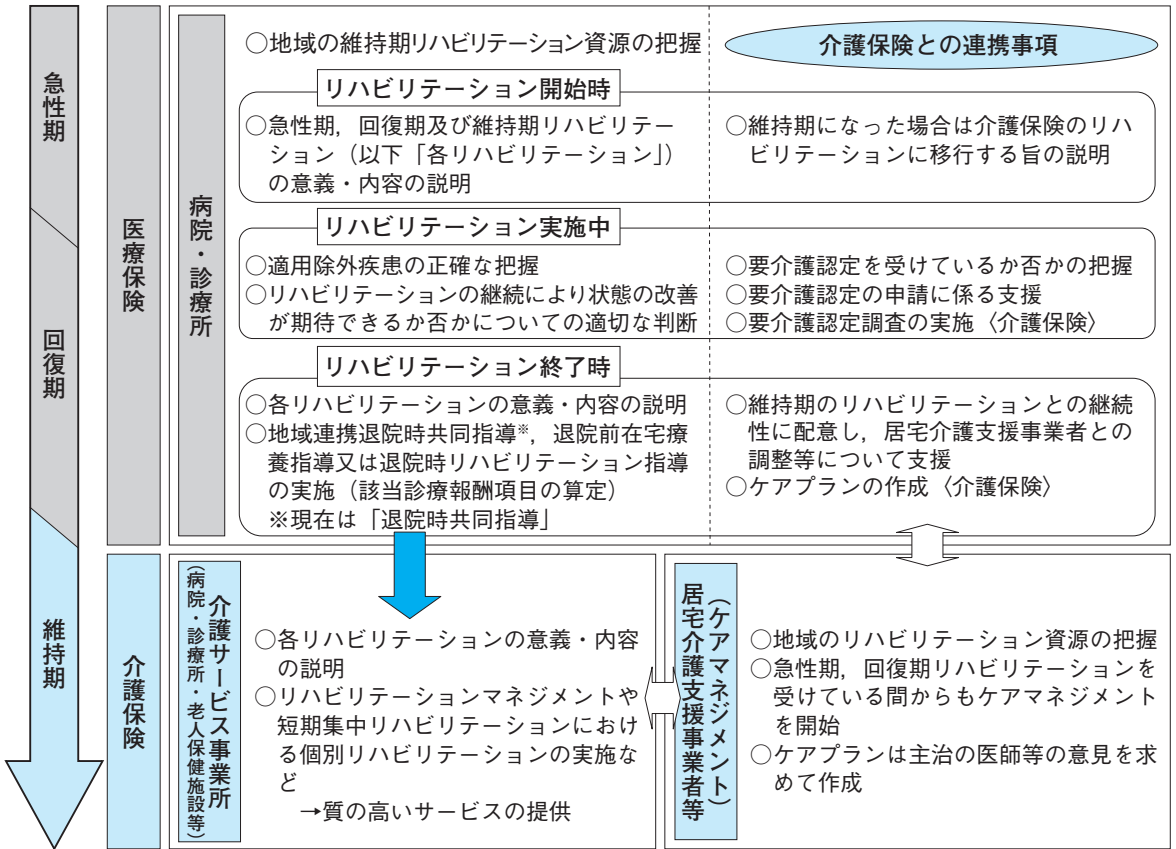 急性期
回復期
維持期
医療保険
介護保険
病院・診療所
○地域の維持期リハビリテーション資源の把握
介護保険との連携事項
リハビリテーション開始時
○急性期，回復期及び維持期リハビリテー
ション（以下「各リハビリテーション」）
の意義・内容の説明
○維持期になった場合は介護保険のリハ
ビリテーションに移行する旨の説明
リハビリテーション実施中
○適用除外疾患の正確な把握
○リハビリテーションの継続により状態の改善
が期待できるか否かについての適切な判断
○要介護認定を受けているか否かの把握
○要介護認定の申請に係る支援
○要介護認定調査の実施〈介護保険〉
リハビリテーション終了時
○各リハビリテーションの意義・内容の説明
○地域連携退院時共同指導※，退院前在宅療
養指導又は退院時リハビリテーション指導
の実施（該当診療報酬項目の算定）
※現在は「退院時共同指導」
○維持期のリハビリテーションとの継続
性に配意し，居宅介護支援事業者との
調整等について支援
○ケアプランの作成〈介護保険〉
介護サービス事業所
（病院・診療所・老人保健施設等）
○各リハビリテーションの意義・内容
の説明
○リハビリテーションマネジメントや
短期集中リハビリテーションにおけ
る個別リハビリテーションの実施な
ど
→質の高いサービスの提供
（ケアマネジメント）
居宅介護支援事業者等
○地域のリハビリテーション資源の把握
○急性期，回復期リハビリテーションを
受けている間からもケアマネジメント
を開始
○ケアプランは主治の医師等の意見を求
めて作成